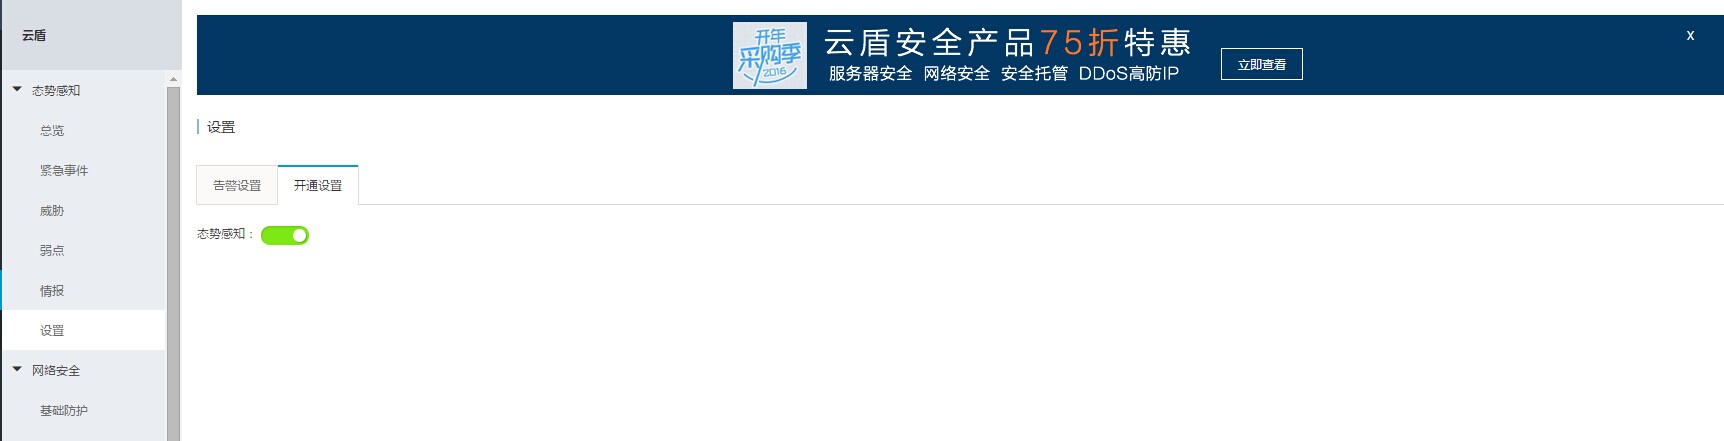 云盾
态势感知
总览
紧急事件
威胁
弱点
情报
设置
网络安全
基础防护
开年
采购季
2016
云盾安全产品75折特惠
服务器安全 网络安全 安全托管 DDoS高防IP
立即查看
x
设置
告警设置
开通设置
态势感知：